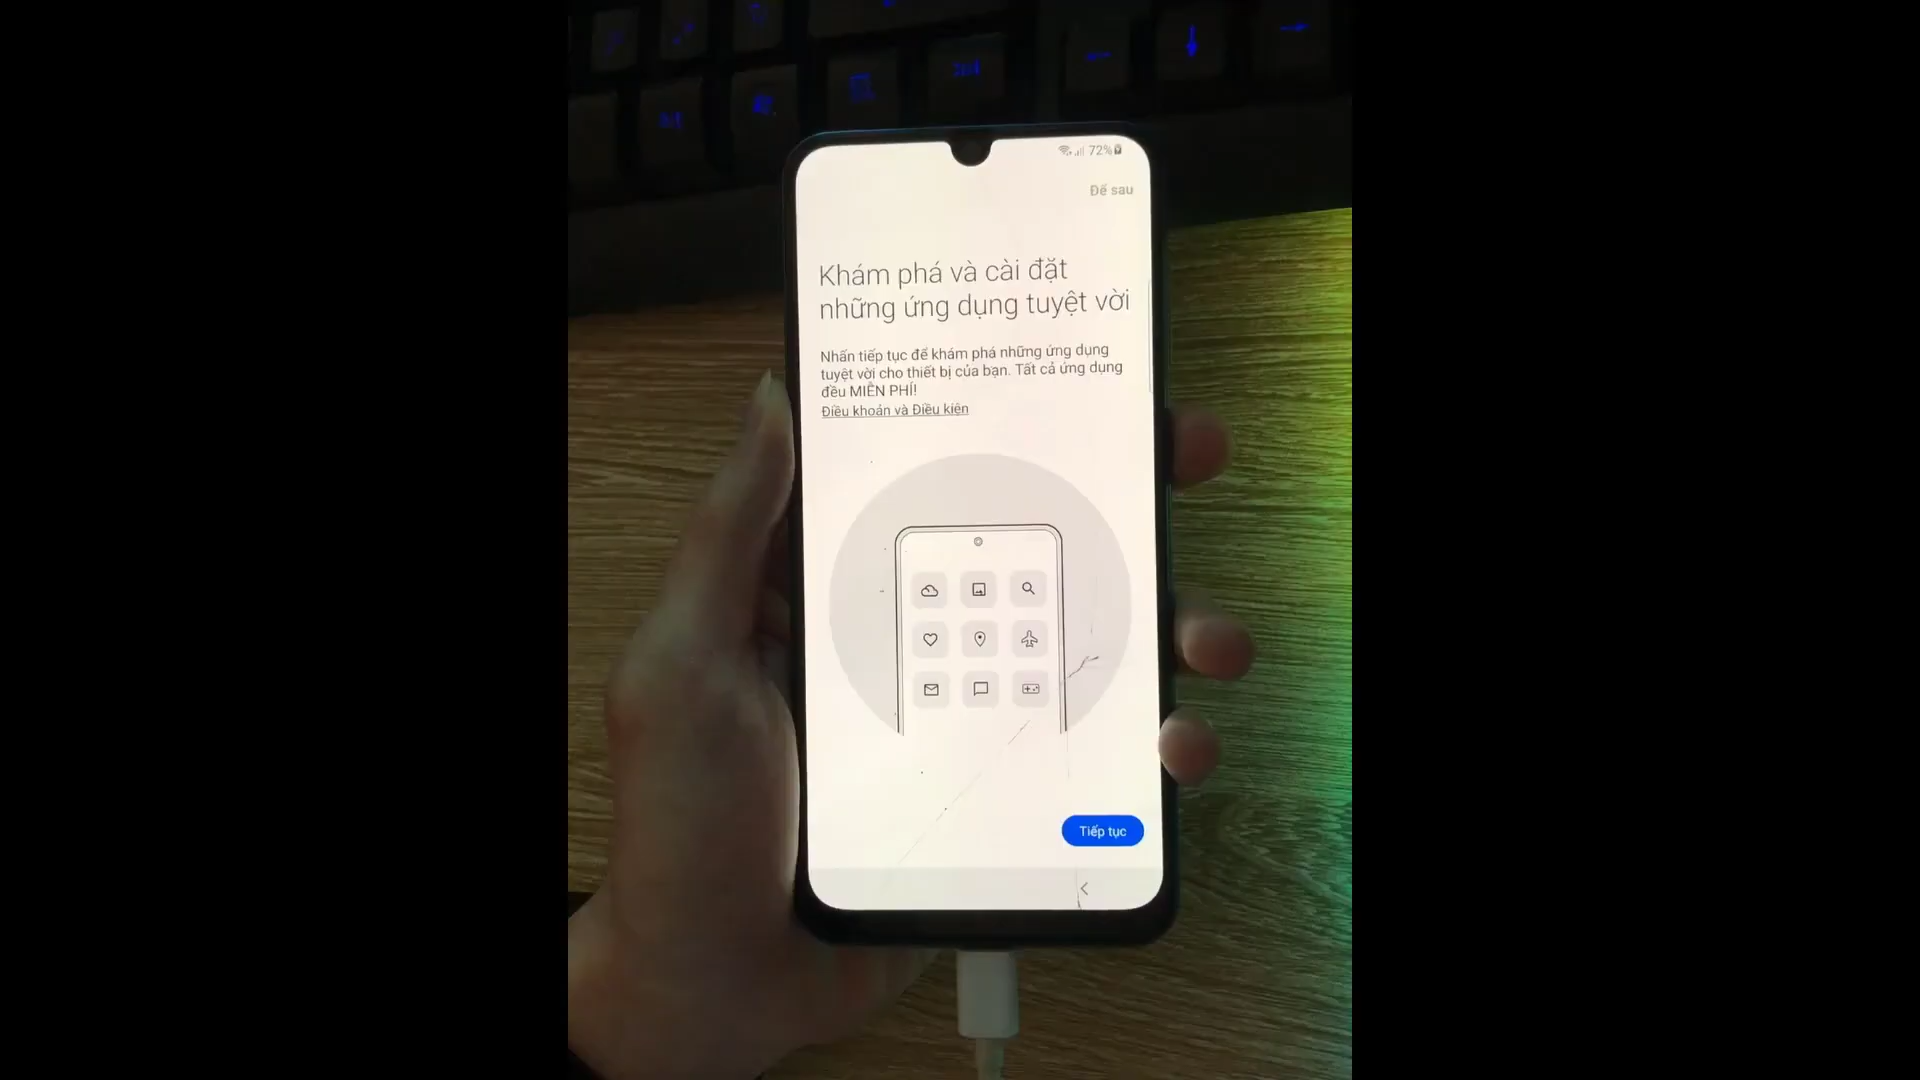 72%
Để sau
Khám phá và cài đặt
những ứng dụng tuyệt vời
Nhấn tiếp tục để khám phá những ứng dụng
tuyệt vời cho thiết bị của bạn. Tất cả ứng dụng
đều MIỄN PHÍ!
Điều khoản và Điều kiện
Tiếp tục